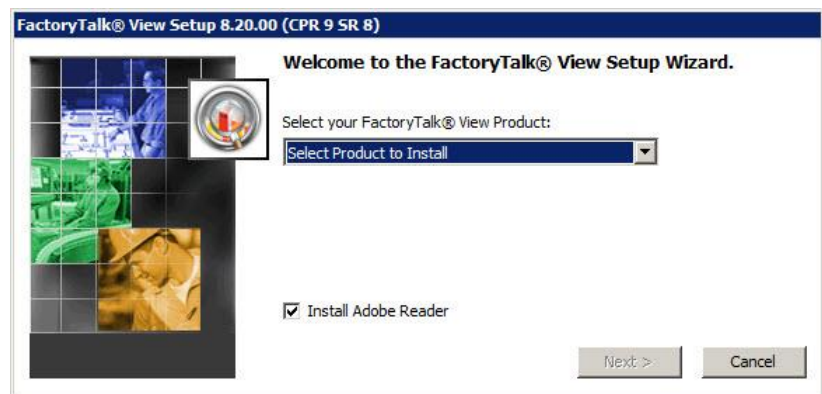 FactoryTalk® View Setup 8.20.00 (CPR 9 SR 8)
Welcome to the FactoryTalk® View Setup Wizard.
Select your FactoryTalk® View Product:
Select Product to Install
Install Adobe Reader
Next >
Cancel